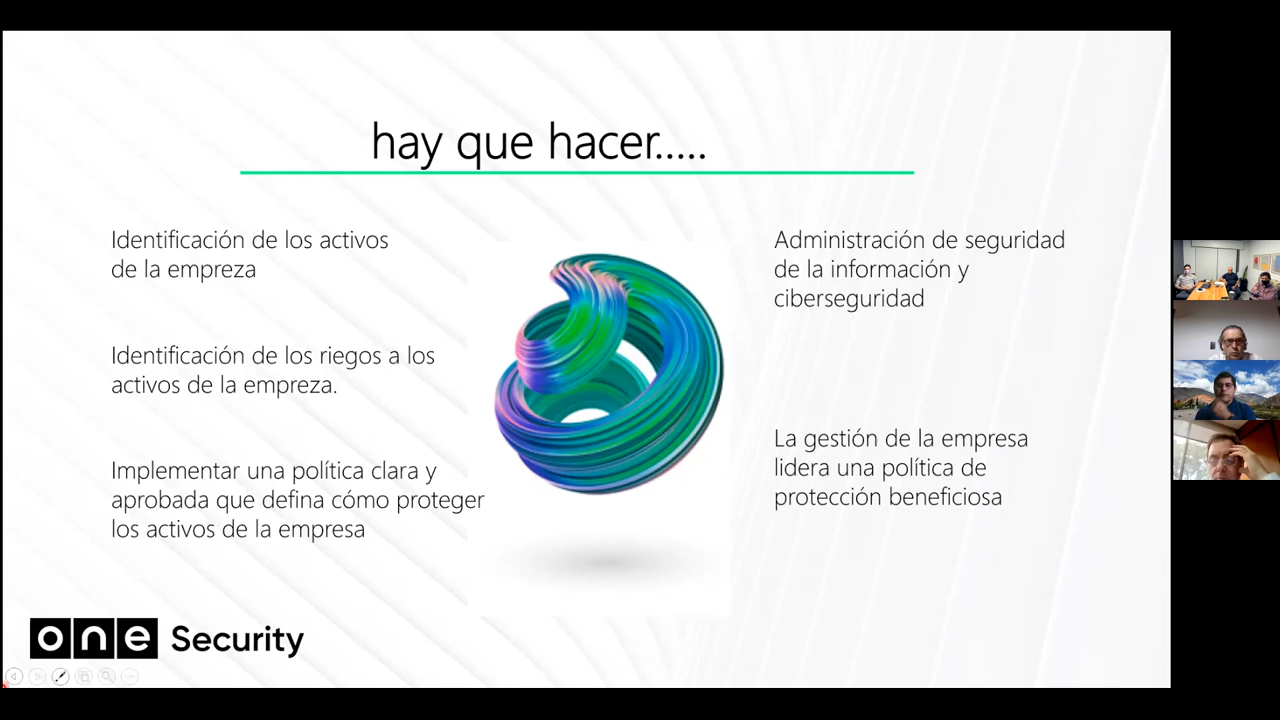 hay que hacer.....
Identificación de los activos
de la empreza
Identificación de los riegos a los
activos de la empreza.
Implementar una política clara y
aprobada que defina cómo proteger
los activos de la empresa
Administración de seguridad
de la información y
ciberseguridad
La gestión de la empresa
lidera una política de
protección beneficiosa
one Security